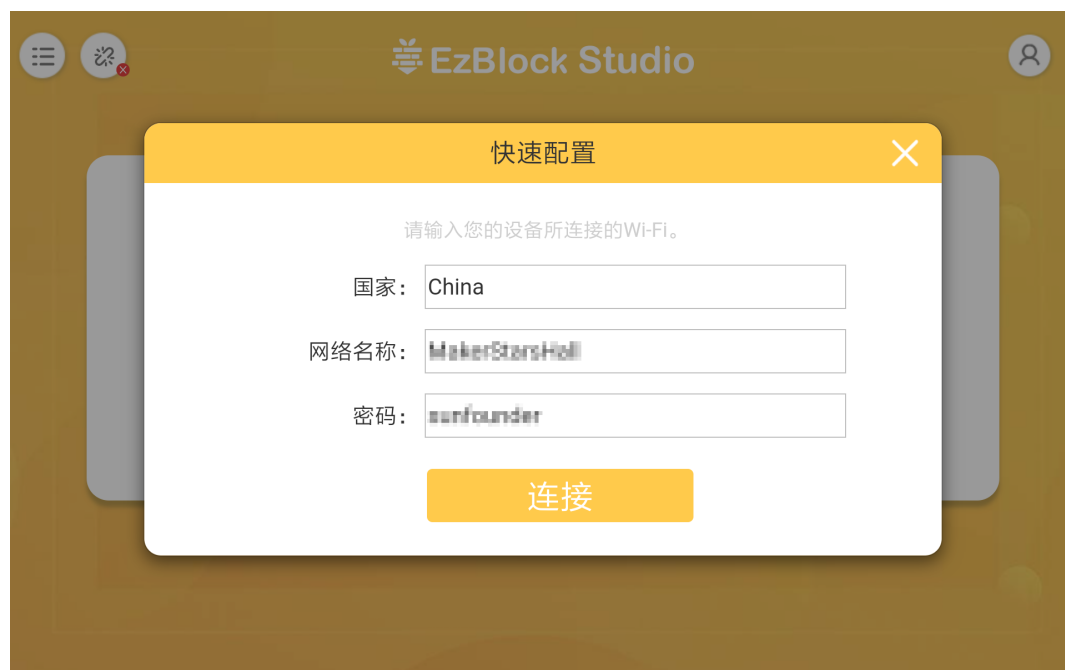 EzBlock Studio
快速配置
请输入您的设备所连接的Wi-Fi。
国家： China
网络名称：
密码：
连接